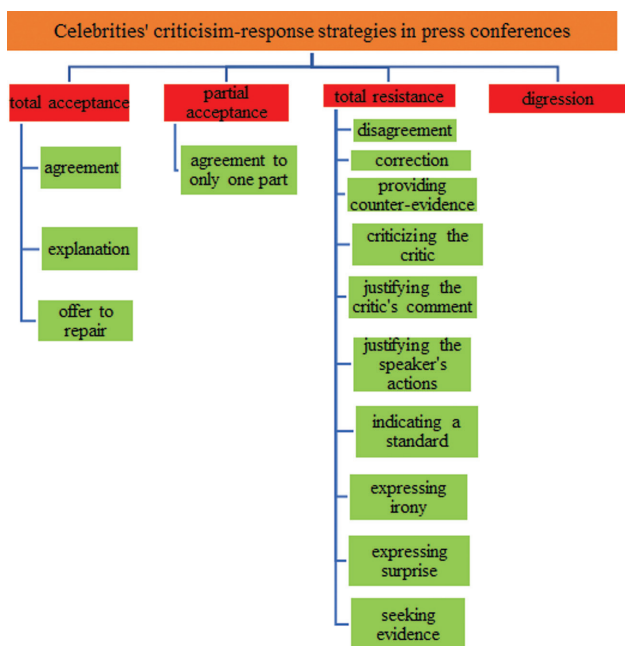 Celebrities' criticisim-response strategies in press conferences
total acceptance
agreement
explanation
offer to
repair
partial
acceptance
agreement to
only one part
total resistance
disagreement
correction
providing
counter-evidence
criticizing the
critic
justifying the
critic's comment
justifying the
speaker's
actions
indicating a
standard
expressing
irony
expressing
surprise
seeking
evidence
digression